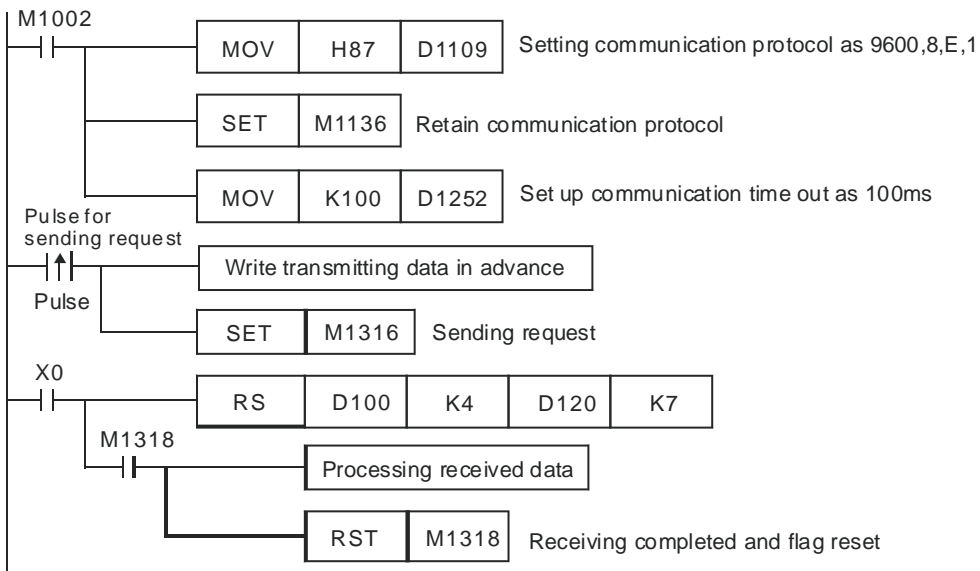 M1002
MOV H87 D1109 Setting communication protocol as 9600,8,E,1
SET M1136 Retain communication protocol
MOV K100 D1252 Set up communication time out as 100ms
Pulse for
sending request
Write transmitting data in advance
Pulse
SET M1316 Sending request
X0
RS D100 K4 D120 K7
M1318
Processing received data
RST M1318 Receiving completed and flag reset